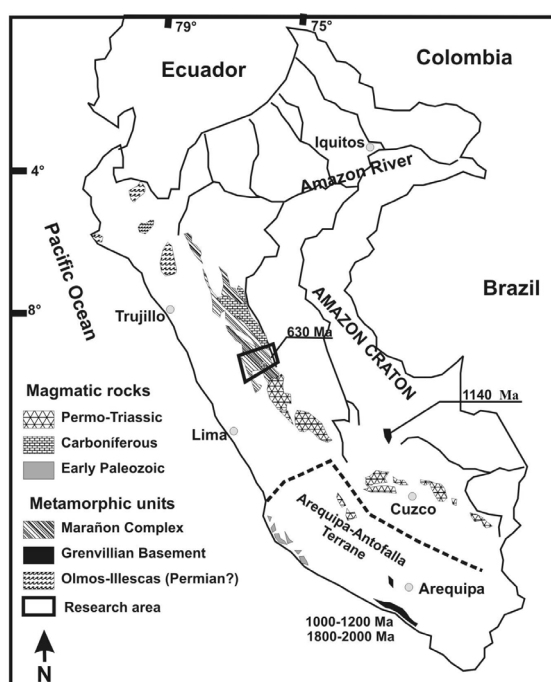 79°
75°
Ecuador
Colombia
Iquitos
Amazon River
4°
Pacific Ocean
Brazil
8°
Trujillo
AMAZON CRATON
630 Ma
Magmatic rocks
1140 Ma
Permo-Triassic
Carboníferous
Lima
Early Paleozoic
Cuzco
Metamorphic units
Arequipa-Antofalla
Terrane
Marañon Complex
Grenvillian Basement
Olmos-Illescas (Permian?)
Arequipa
Research area
1000-1200 Ma
1800-2000 Ma
N